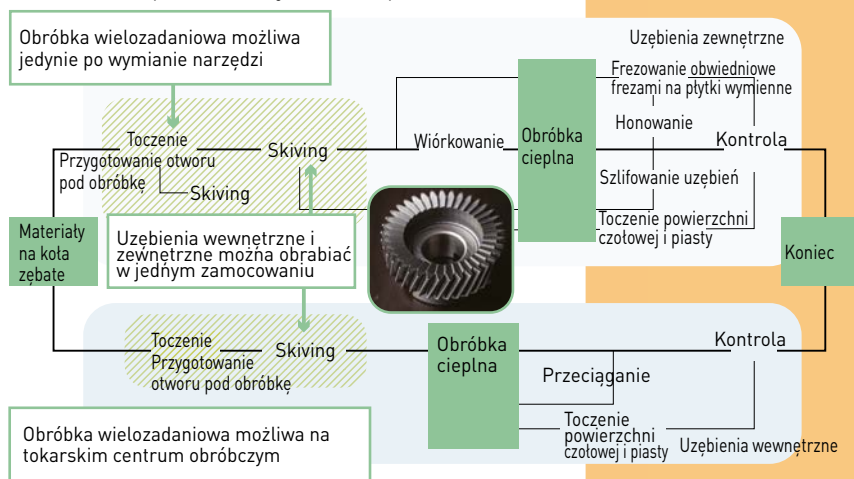 Obróbka wielozadaniowa możliwa
jedynie po wymianie narzędzi
Uzębienia zewnętrzne
Frezowanie obwiedniowe
frezami na płytki wymienne
Honowanie
Toczenie
Przygotowanie otworu
pod obróbkę
Skiving
Skiving
Wiórkowanie
Obróbka
cieplna
Kontrola
Szlifowanie uzębień
Toczenie powierzchni
czołowej i piasty
Materiały
na koła
zębate
Uzębienia wewnętrzne i
zewnętrzne można obrabiać
w jednym zamocowaniu
Koniec
Toczenie
Przygotowanie
otworu pod obróbkę
Skiving
Obróbka
cieplna
Kontrola
Przeciąganie
Toczenie
powierzchni
czołowej i piasty
Uzębienia wewnętrzne
Obróbka wielozadaniowa możliwa na
tokarskim centrum obróbczym